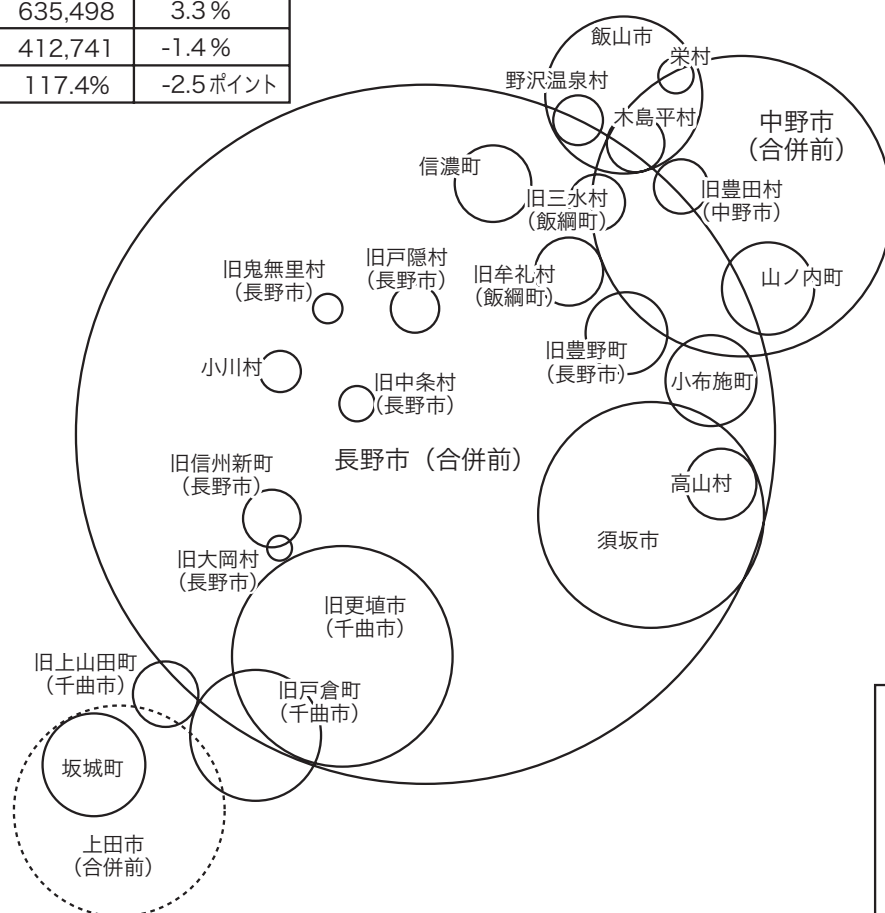 635,498 3.3%
412,741 -1.4%
117.4% -2.5ポイント
飯山市
栄村
野沢温泉村
木島平村
中野市
（合併前）
信濃町
旧三水村
（飯綱町）
旧豊田村
（中野市）
旧鬼無里村
（長野市）
旧戸隠村
（長野市）
旧牟礼村
（飯綱町）
山ノ内町
小川村
旧豊野町
（長野市）
小布施町
旧中条村
（長野市）
長野市（合併前）
旧信州新町
（長野市）
高山村
須坂市
旧大岡村
（長野市）
旧更埴市
（千曲市）
旧上山田町
（千曲市）
旧戸倉町
（千曲市）
坂城町
上田市
（合併前）